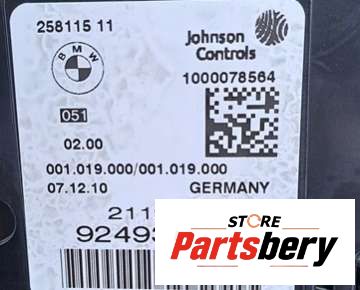 258115 11
BMW
Johnson
Controls
1000078564
051
02.00
001.019.000/001.019.000
07.12.10 GERMANY
STORE
Partsbery